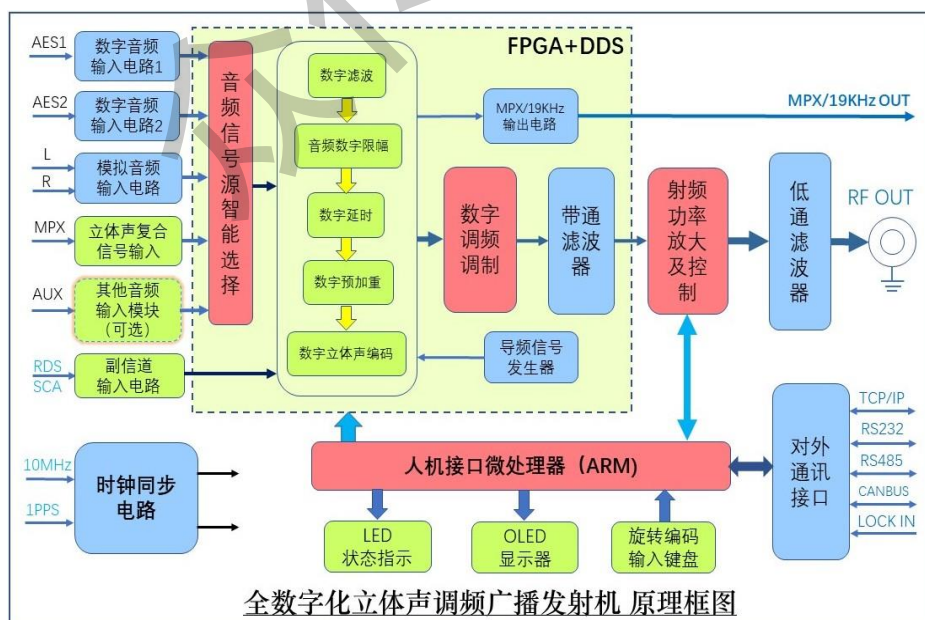 FPGA+DDS
AES1
数字音频
输入电路1
AES2
数字音频
输入电路2
L
R
模拟音频
输入电路
MPX
立体声复合
信号输入
AUX
其他音频
输入模块
（可选）
RDS
SCA
副信道
输入电路
音
频
信
号
源
智
能
选
择
数字滤波
音频数字限幅
数字延时
数字预加重
数字立体声编码
MPX/19KHz
输出电路
MPX/19KHz OUT
数字
调频
调制
带通
滤波
器
导频信号
发生器
射频
功率
放大
及控
制
低
通
滤
波
器
RF OUT
10MHz
1PPS
时钟同步
电路
人机接口微处理器（ARM）
LED
状态指示
OLED
显示器
旋转编码
输入键盘
对外
通讯
接口
TCP/IP
RS232
RS485
CANBUS
LOCK IN
全数字化立体声调频广播发射机 原理框图